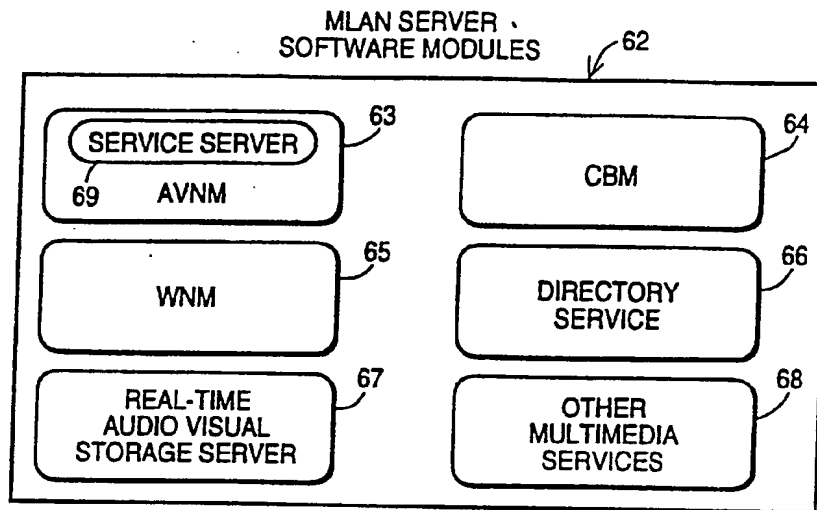 MLAN SERVER
SOFTWARE MODULES
62
SERVICE SERVER
63
69
AVNM
64
CBM
65
WNM
66
DIRECTORY
SERVICE
67
REAL-TIME
AUDIO VISUAL
STORAGE SERVER
68
OTHER
MULTIMEDIA
SERVICES